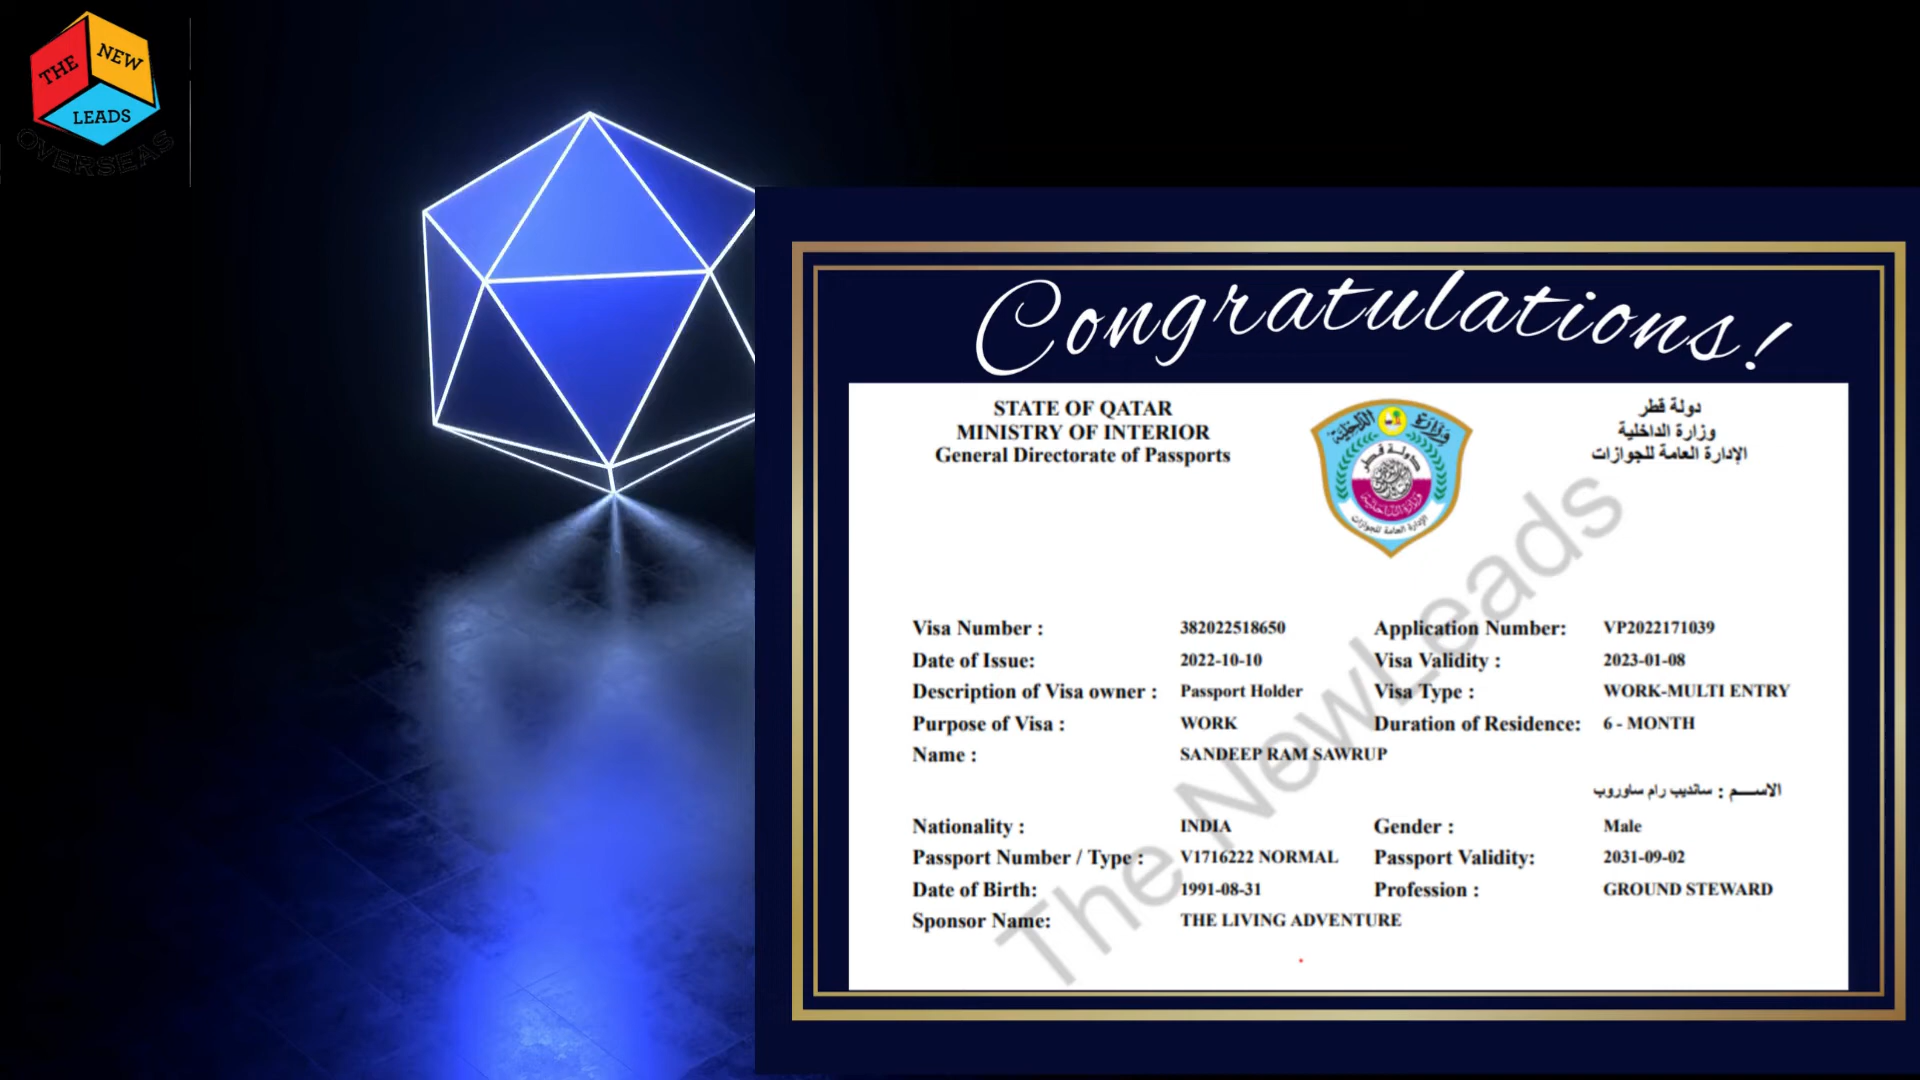 THE NEW
LEADS
OVERSEAS
Congratulations!
STATE OF QATAR
MINISTRY OF INTERIOR
General Directorate of Passports
دولة قطر
وزارة الداخلية
الإدارة العامة للجوازات
Visa Number : 382022518650 Application Number: VP2022171039
Date of Issue: 2022-10-10 Visa Validity : 2023-01-08
Description of Visa owner : Passport Holder Visa Type : WORK-MULTI ENTRY
Purpose of Visa : WORK Duration of Residence: 6 - MONTH
Name : SANDEEP RAM SAWRUP
الاســـم : سانديب رام ساوروب
Nationality : INDIA Gender : Male
Passport Number / Type : V1716222 NORMAL Passport Validity: 2031-09-02
Date of Birth: 1991-08-31 Profession : GROUND STEWARD
Sponsor Name: THE LIVING ADVENTURE
The NewLeads